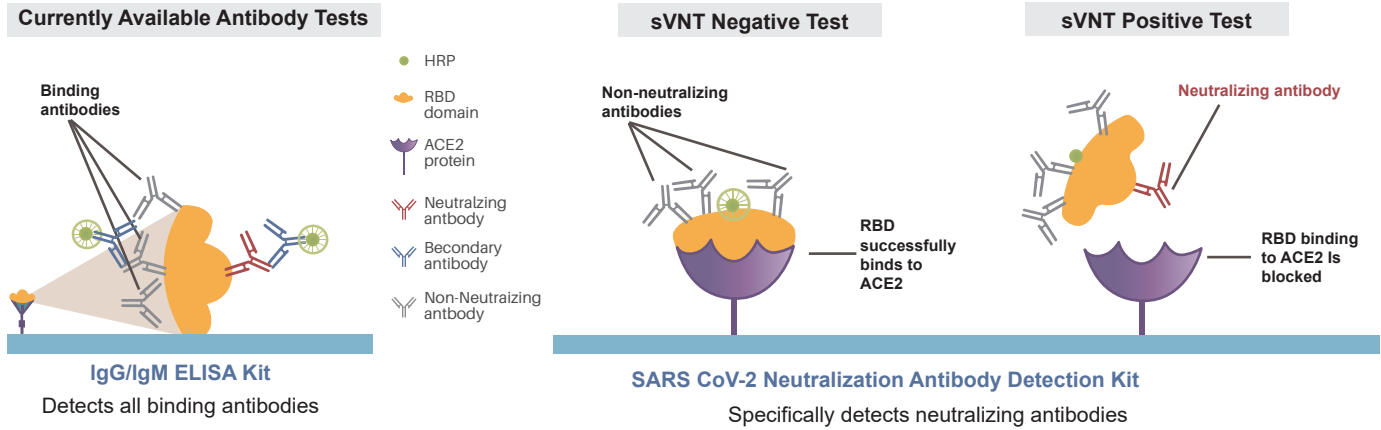 Currently Available Antibody Tests
Binding
antibodies
IgG/IgM ELISA Kit
Detects all binding antibodies
HRP
RBD
domain
ACE2
protein
Neutralzing
antibody
Becondary
antibody
Non-Neutraizing
antibody
sVNT Negative Test
Non-neutralizing
antibodies
RBD
successfully
binds to
ACE2
sVNT Positive Test
Neutralizing antibody
RBD binding
to ACE2 Is
blocked
SARS CoV-2 Neutralization Antibody Detection Kit
Specifically detects neutralizing antibodies